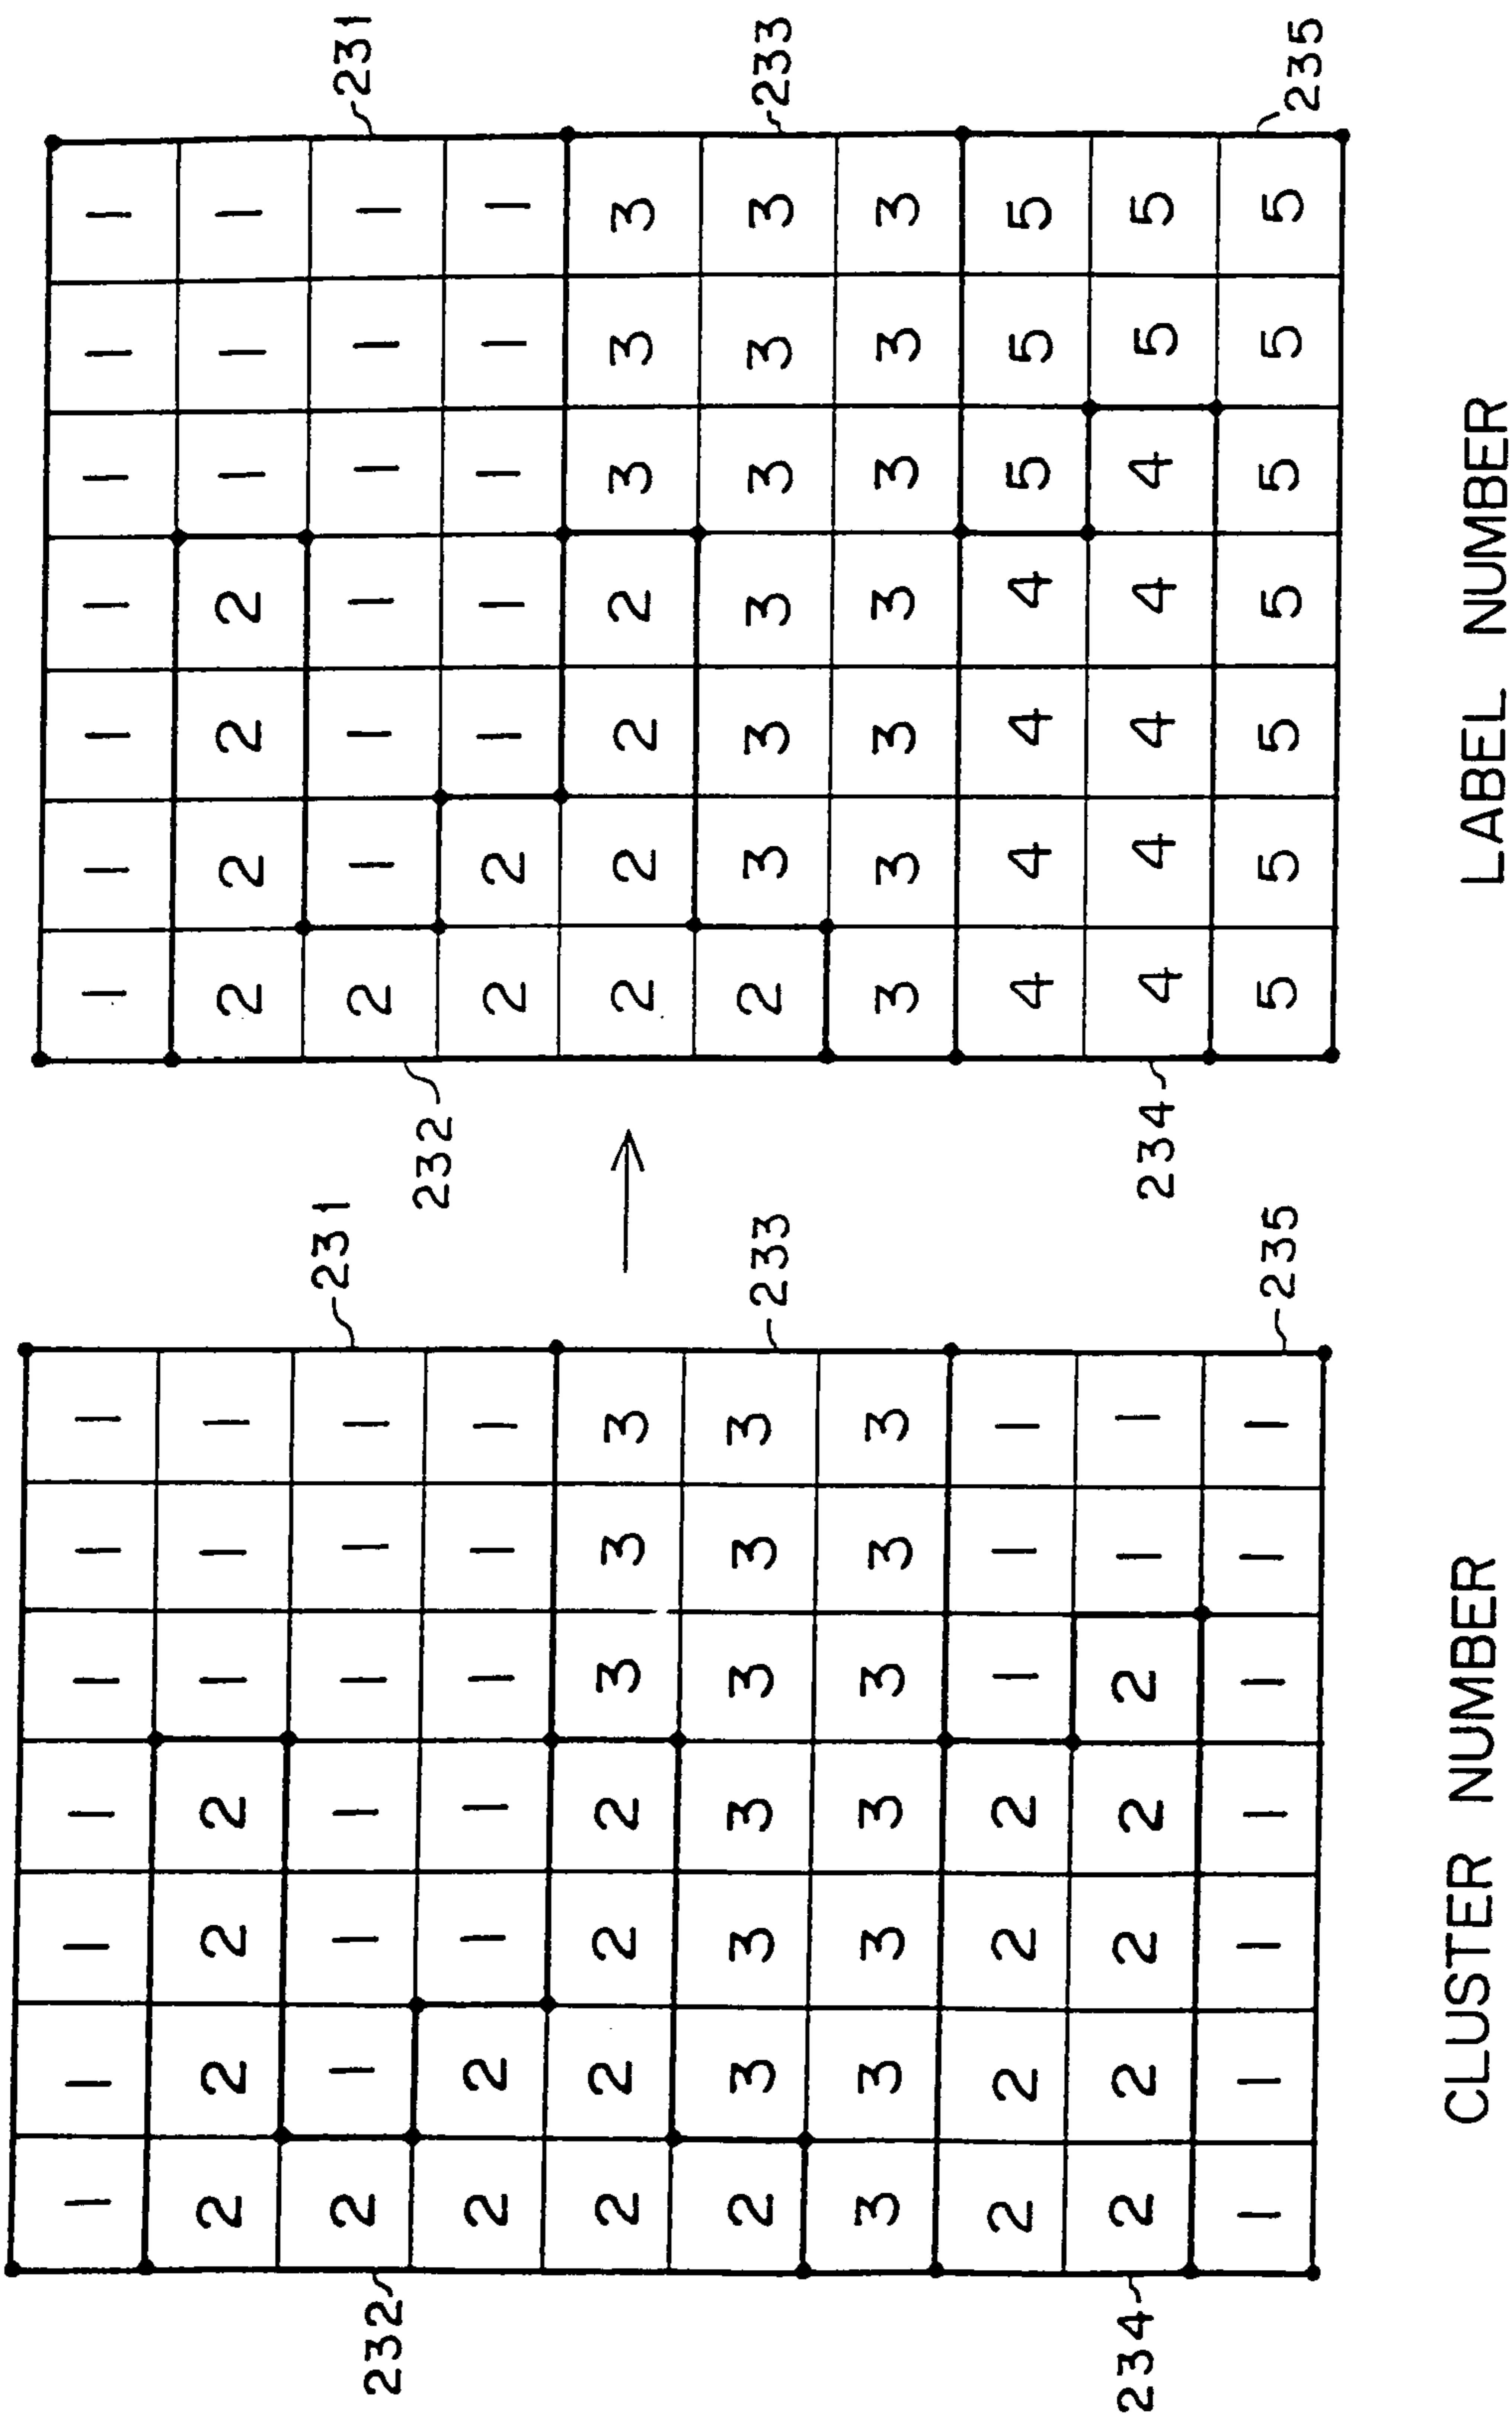 1 1 1 1 1 1 1
2 2 2 2 1 1 1
232 2 1 1 1 1 1 1 231
2 2 1 1 1 1 1
2 2 2 2 3 3 3
2 3 3 3 3 3 3 233
3 3 3 3 3 3 3
2 2 2 2 1 1 1
234 2 2 2 2 2 1 1
1 1 1 1 1 1 1 235
CLUSTER NUMBER
1 1 1 1 1 1 1
2 2 2 2 1 1 1
232 2 1 1 1 1 1 1 231
2 2 1 1 1 1 1
2 2 2 2 3 3 3
2 3 3 3 3 3 3 233
3 3 3 3 3 3 3
4 4 4 4 5 5 5
234 4 4 4 4 4 5 5
5 5 5 5 5 5 5 235
LABEL NUMBER